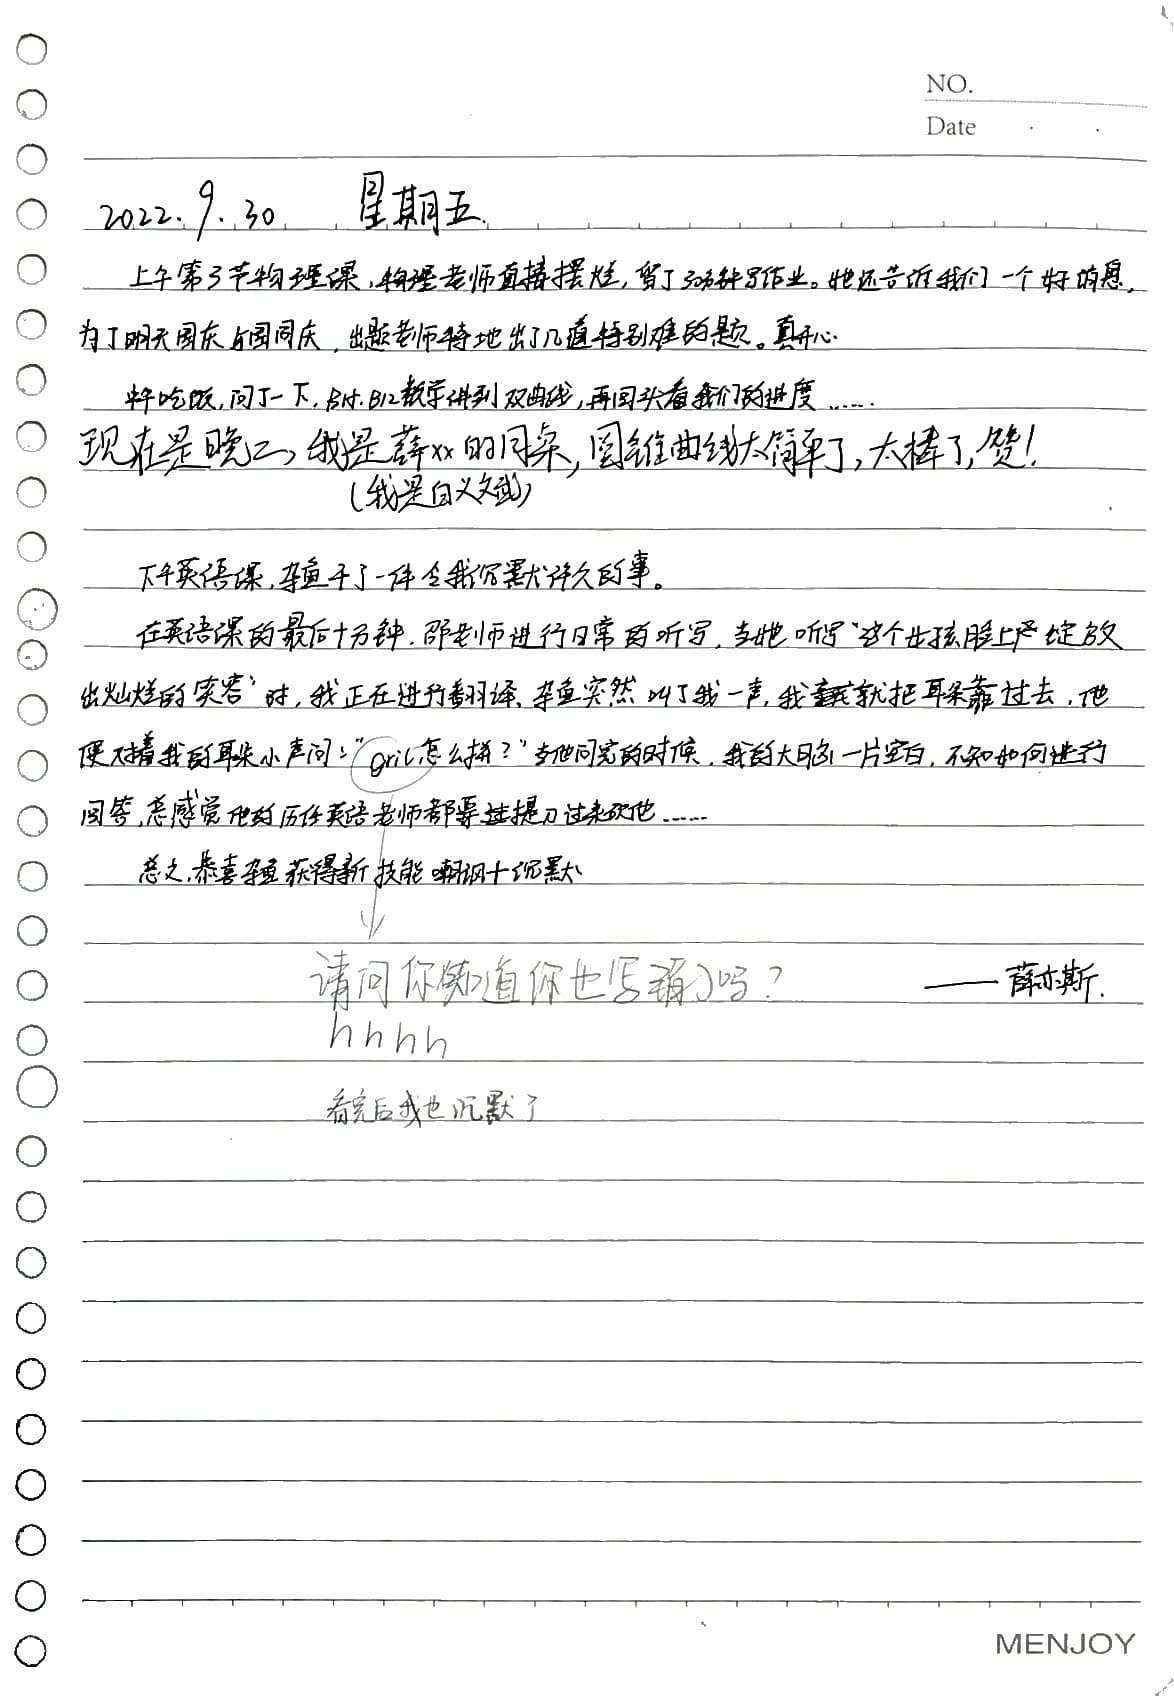 NO.
Date
2022.9.30 星期五.
上午第3节物理课,物理老师直接摆烂,留了30分钟写作业。她还告诉我们一个好消息,
为了明天国庆与国同庆,出题老师特地出了几道特别难的题。真开心.
中午吃饭,问了一下,B12数学讲到双曲线,再回头看我们的进度……
现在是晚二,我是薛xx的同桌,圆锥曲线太简单了,太棒了,赞!
(我是白义文武)
下午英语课,杂鱼干了一件令我沉默许久的事。
在英语课的最后十分钟,邵老师进行日常的听写,当她听写“这个女孩脸上绽放
出灿烂的笑容”时,我正在进行翻译,杂鱼突然叫了我一声,我就把耳朵靠过去,他
便对着我的耳朵小声问:“gril怎么拼?”当他问完的时候,我的大脑一片空白,不知如何进行
回答,总感觉他的历任英语老师都要提刀过来砍他……
总之,恭喜杂鱼获得新技能 嘲讽+沉默
请问你知道你也写错了吗?
——薛亦斯.
hhhh
看完后我也沉默了
MENJOY